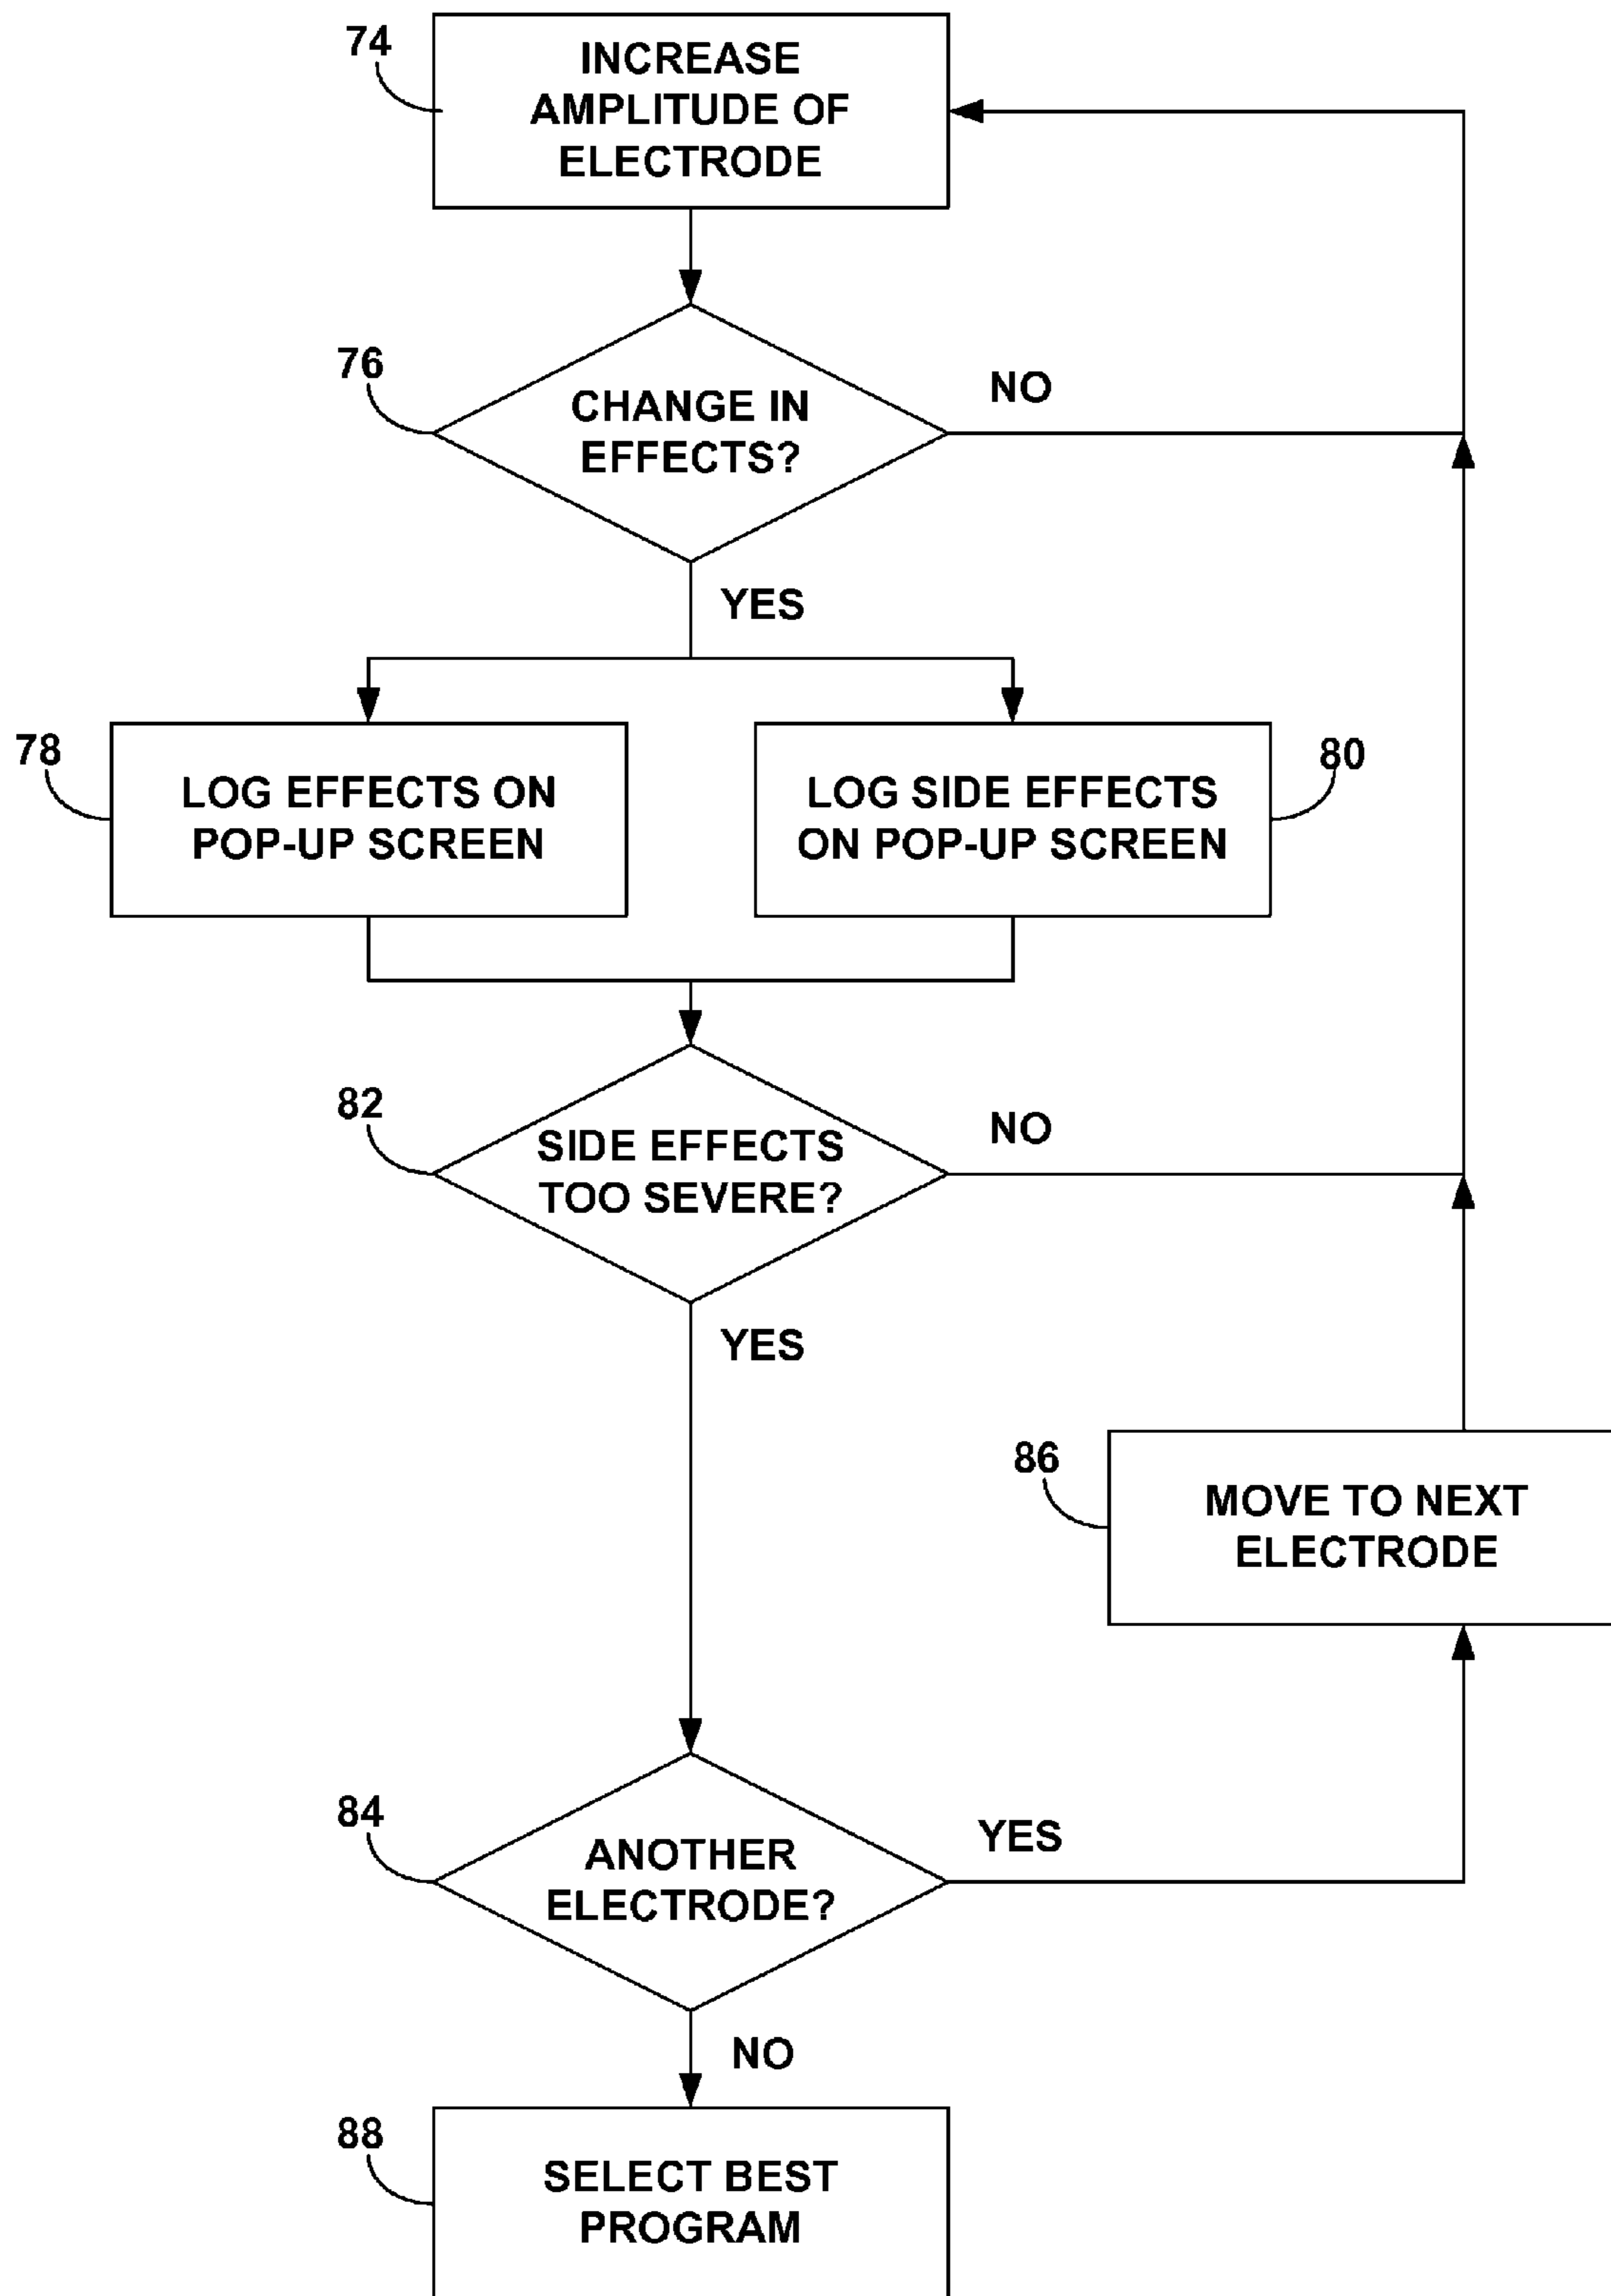 74
INCREASE
AMPLITUDE OF
ELECTRODE
76
CHANGE IN
EFFECTS?
NO
YES
78
LOG EFFECTS ON
POP-UP SCREEN
LOG SIDE EFFECTS
ON POP-UP SCREEN
80
82
SIDE EFFECTS
TOO SEVERE?
NO
YES
86
MOVE TO NEXT
ELECTRODE
84
ANOTHER
ELECTRODE?
YES
NO
88
SELECT BEST
PROGRAM